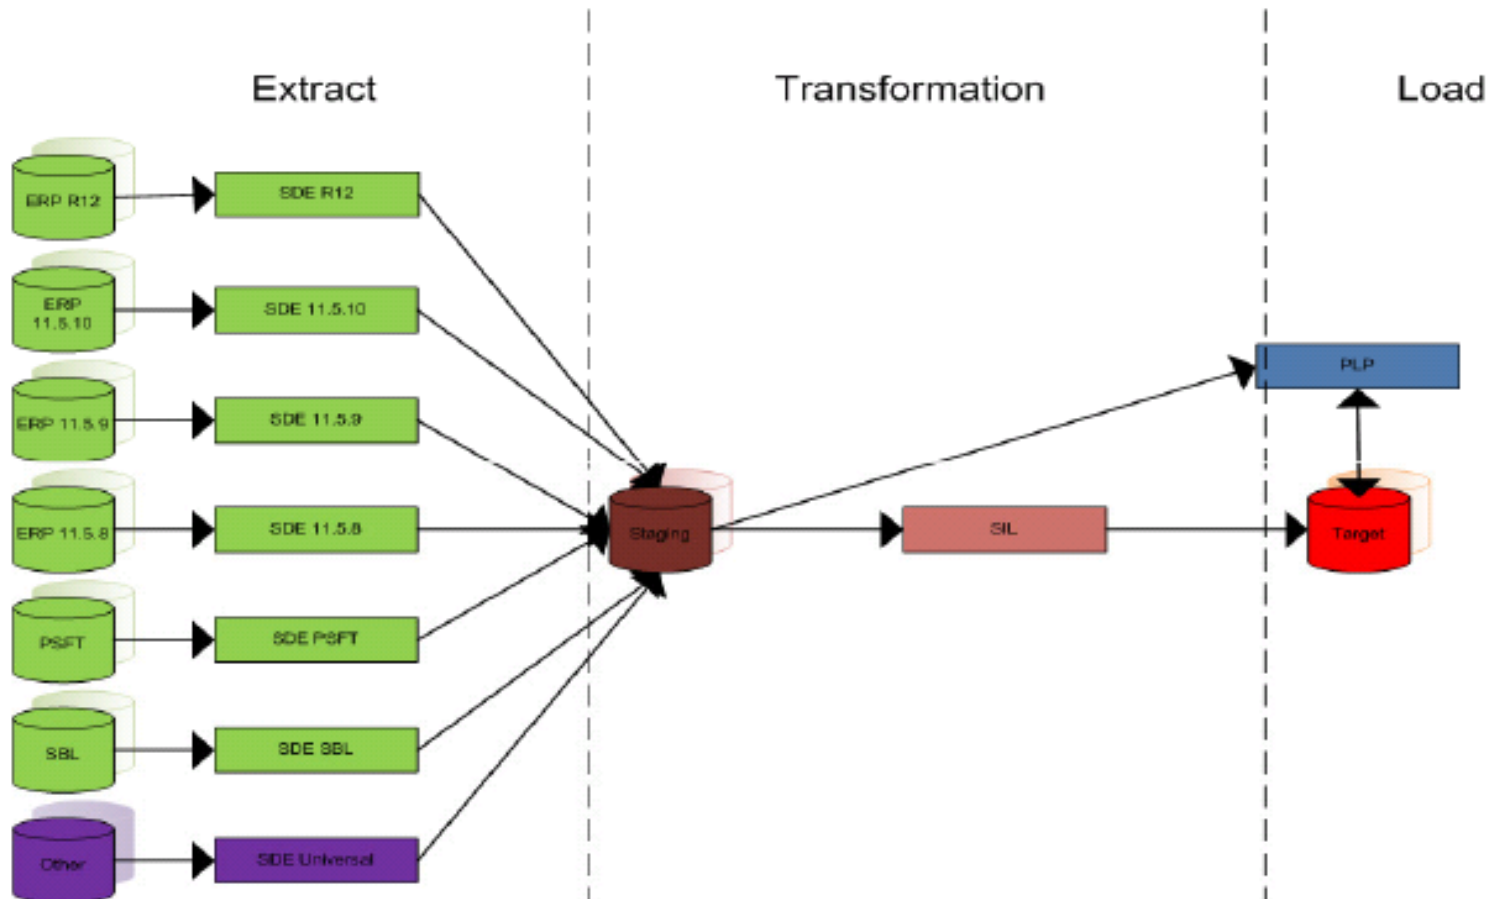 Extract
Transformation
Load
ERP R12
SDE R12
ERP
11.5.10
SDE 11.5.10
ERP 11.5.9
SDE 11.5.9
ERP 11.5.8
SDE 11.5.8
PSFT
SDE PSFT
SBL
SDE SBL
Other
SDE Universal
Staging
SIL
PLP
Target